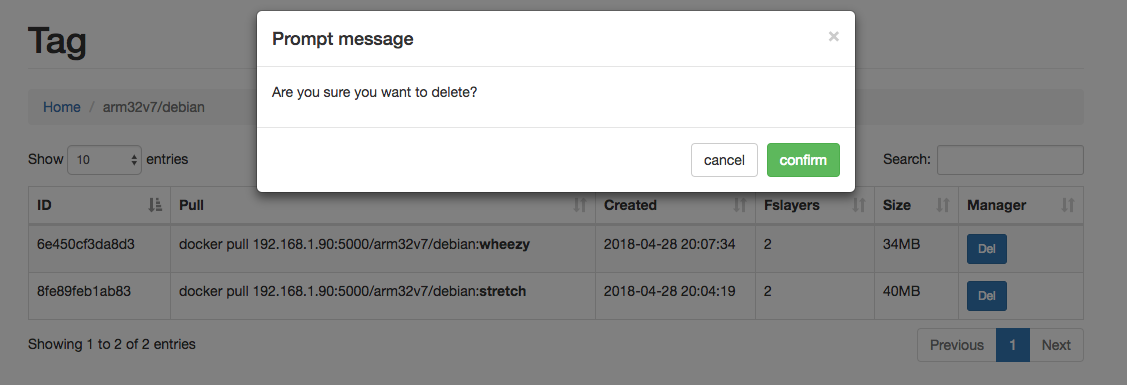 Prompt message ×
Are you sure you want to delete?
cancel confirm
Tag
Home / arm32v7/debian
Show 10 entries Search:
ID Pull Created Fslayers Size Manager
6e450cf3da8d3 docker pull 192.168.1.90:5000/arm32v7/debian:wheezy 2018-04-28 20:07:34 2 34MB Del
8fe89feb1ab83 docker pull 192.168.1.90:5000/arm32v7/debian:stretch 2018-04-28 20:04:19 2 40MB Del
Showing 1 to 2 of 2 entries Previous 1 Next